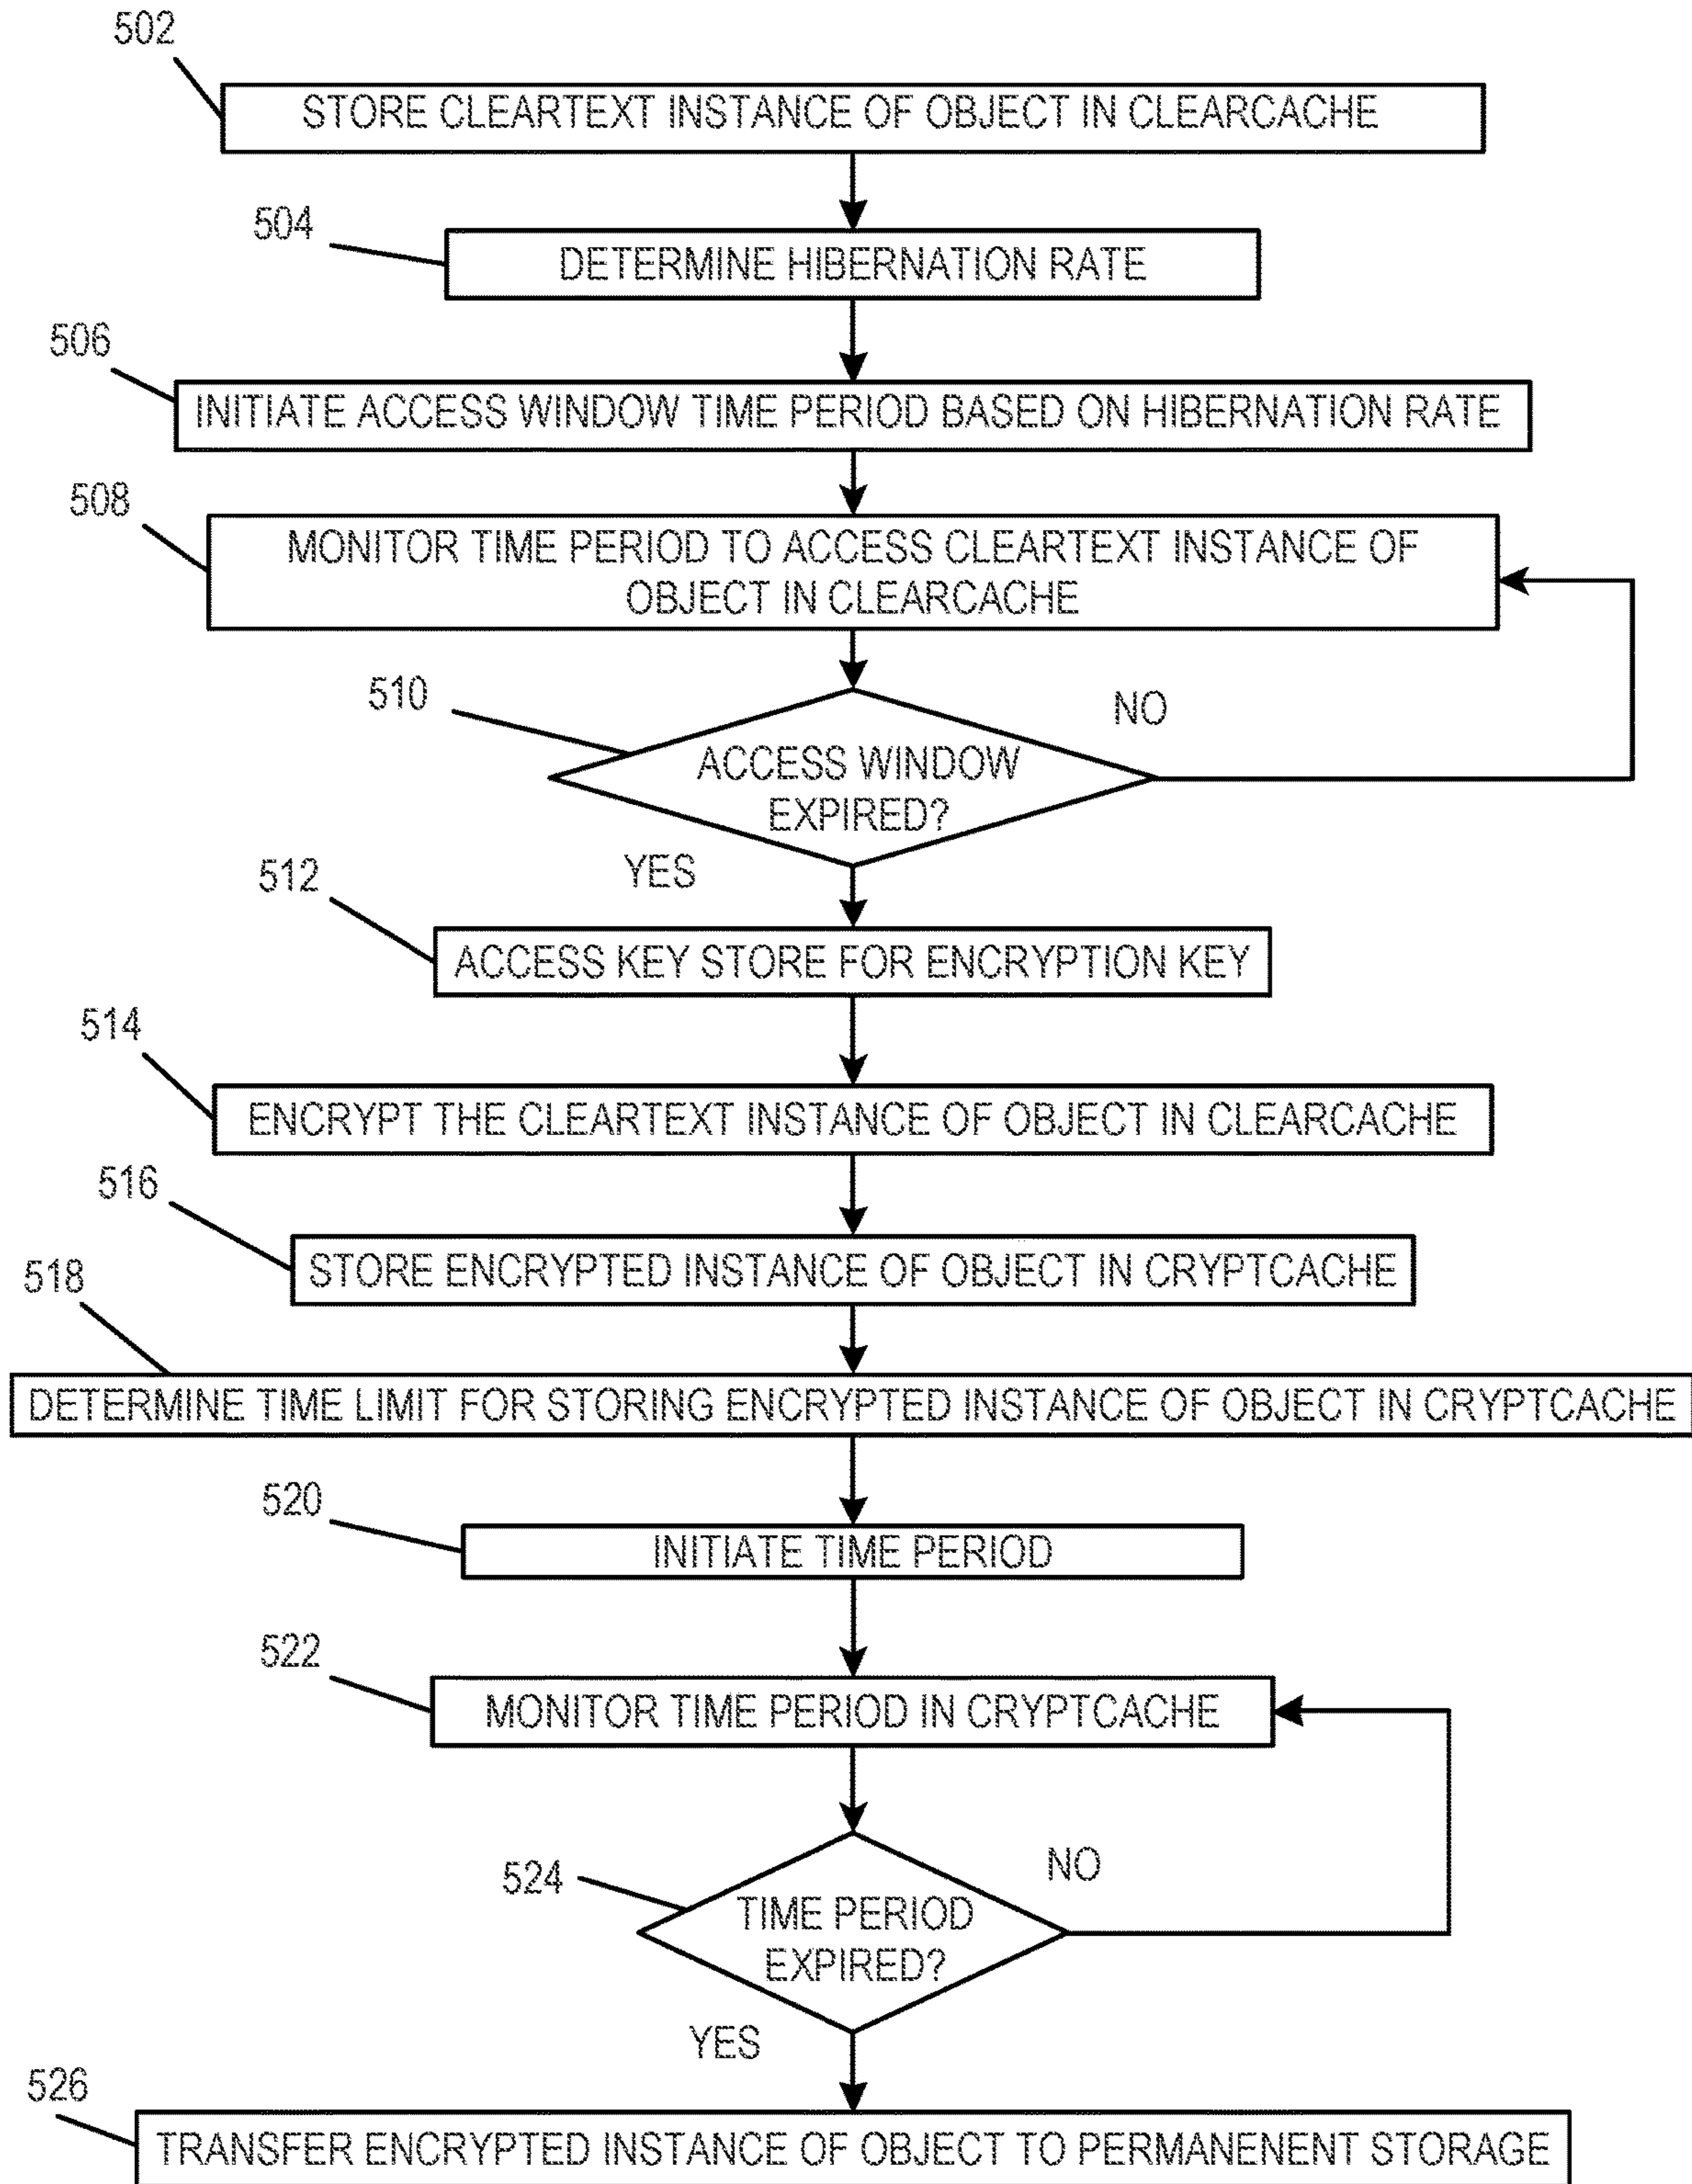 502
STORE CLEARTEXT INSTANCE OF OBJECT IN CLEARCACHE
504
DETERMINE HIBERNATION RATE
506
INITIATE ACCESS WINDOW TIME PERIOD BASED ON HIBERNATION RATE
508
MONITOR TIME PERIOD TO ACCESS CLEARTEXT INSTANCE OF
OBJECT IN CLEARCACHE
510
NO
ACCESS WINDOW
EXPIRED?
YES
512
ACCESS KEY STORE FOR ENCRYPTION KEY
514
ENCRYPT THE CLEARTEXT INSTANCE OF OBJECT IN CLEARCACHE
516
STORE ENCRYPTED INSTANCE OF OBJECT IN CRYPTCACHE
518
DETERMINE TIME LIMIT FOR STORING ENCRYPTED INSTANCE OF OBJECT IN CRYPTCACHE
520
INITIATE TIME PERIOD
522
MONITOR TIME PERIOD IN CRYPTCACHE
524
NO
TIME PERIOD
EXPIRED?
YES
526
TRANSFER ENCRYPTED INSTANCE OF OBJECT TO PERMANENENT STORAGE